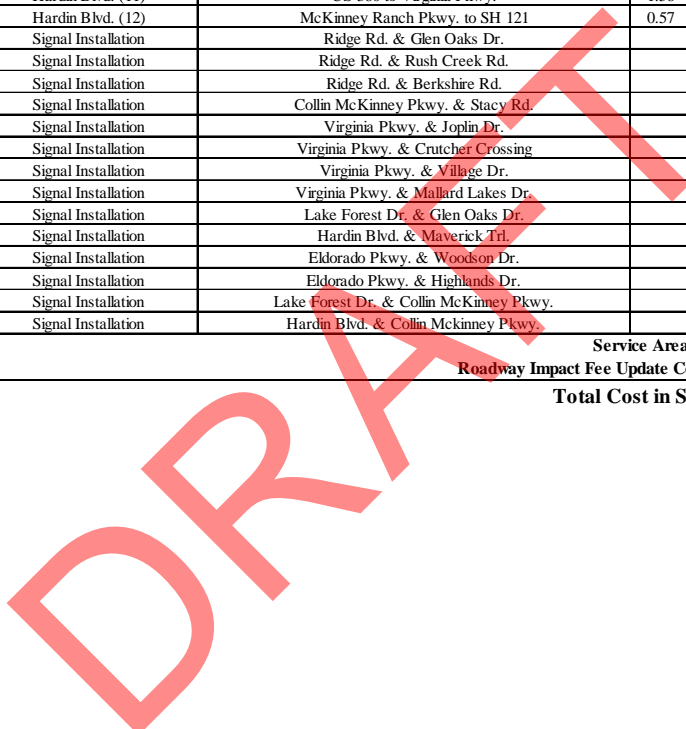 Hardin Blvd. (12) McKinney Ranch Pkwy. to SH 121 0.57
Signal Installation Ridge Rd. & Glen Oaks Dr.
Signal Installation Ridge Rd. & Rush Creek Rd.
Signal Installation Ridge Rd. & Berkshire Rd.
Signal Installation Collin McKinney Pkwy. & Stacy Rd.
Signal Installation Virginia Pkwy. & Joplin Dr.
Signal Installation Virginia Pkwy. & Crutcher Crossing
Signal Installation Virginia Pkwy. & Village Dr.
Signal Installation Virginia Pkwy. & Mallard Lakes Dr.
Signal Installation Lake Forest Dr. & Glen Oaks Dr.
Signal Installation Hardin Blvd. & Maverick Trl.
Signal Installation Eldorado Pkwy. & Woodson Dr.
Signal Installation Eldorado Pkwy. & Highlands Dr.
Signal Installation Lake Forest Dr. & Collin McKinney Pkwy.
Signal Installation Hardin Blvd. & Collin Mckinney Pkwy.
Service Area
Roadway Impact Fee Update C
Total Cost in S
DRAFT